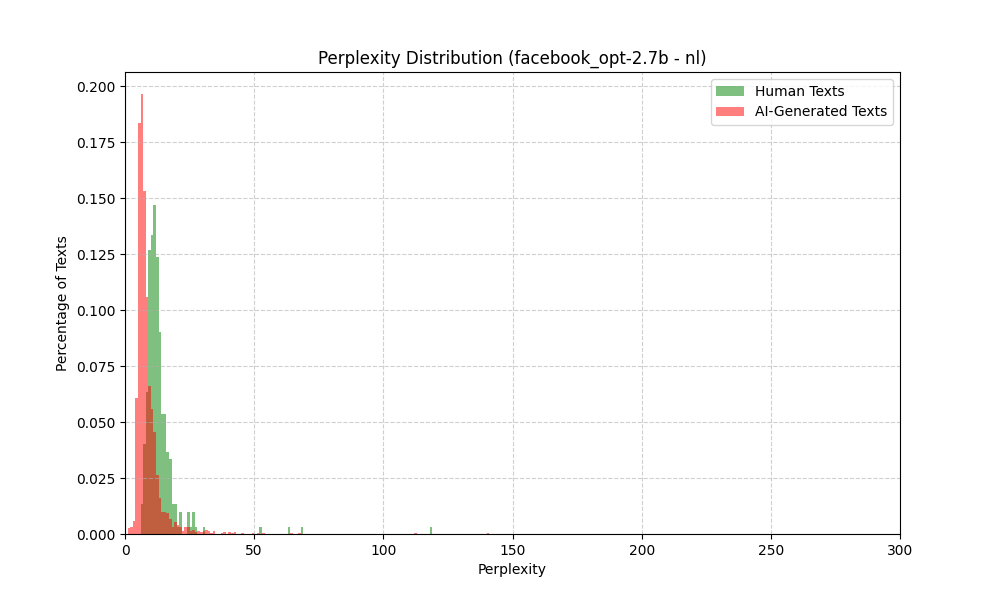 Perplexity Distribution (facebook_opt-2.7b - nl)
Human Texts
AI-Generated Texts
0.200
0.175
0.150
0.125
0.100
0.075
0.050
0.025
0.000
Percentage of Texts
0 50 100 150 200 250 300
Perplexity